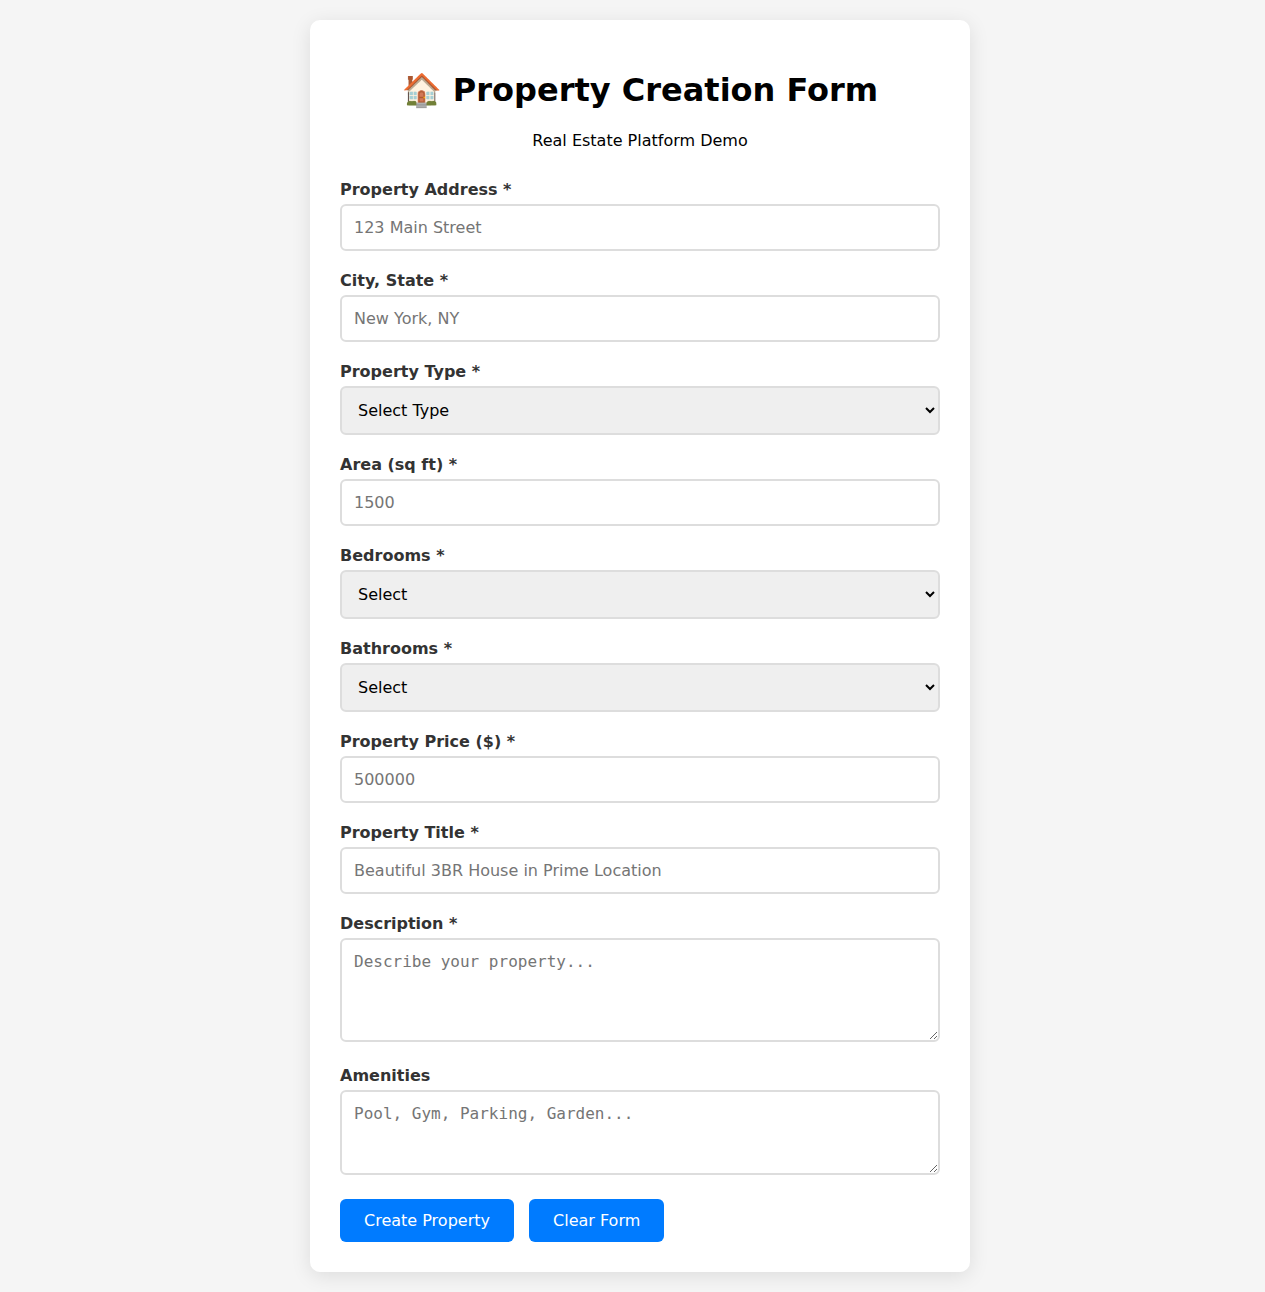 🏠 Property Creation Form
Real Estate Platform Demo
Property Address *
123 Main Street
City, State *
New York, NY
Property Type *
Select Type
Area (sq ft) *
1500
Bedrooms *
Select
Bathrooms *
Select
Property Price ($) *
500000
Property Title *
Beautiful 3BR House in Prime Location
Description *
Describe your property...
Amenities
Pool, Gym, Parking, Garden...
Create Property Clear Form